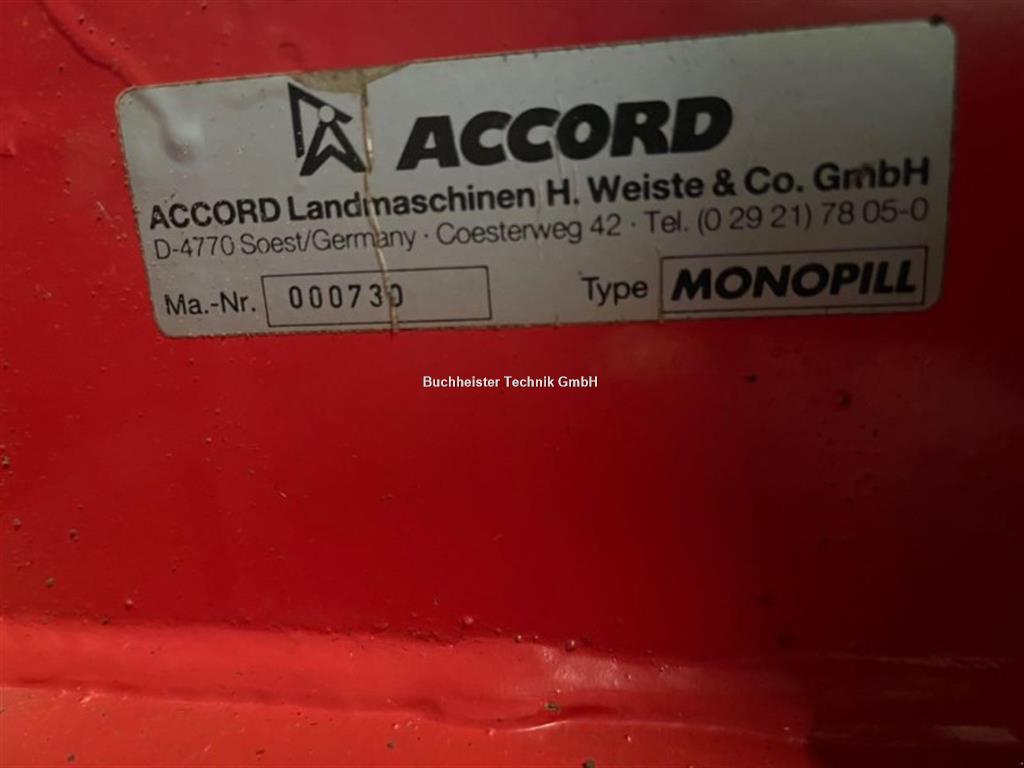 ACCORD
ACCORD Landmaschinen H. Weiste & Co. GmbH
D-4770 Soest/Germany · Coesterweg 42 · Tel. (0 29 21) 78 05-0
Ma.-Nr. 000730 Type MONOPILL
Buchheister Technik GmbH